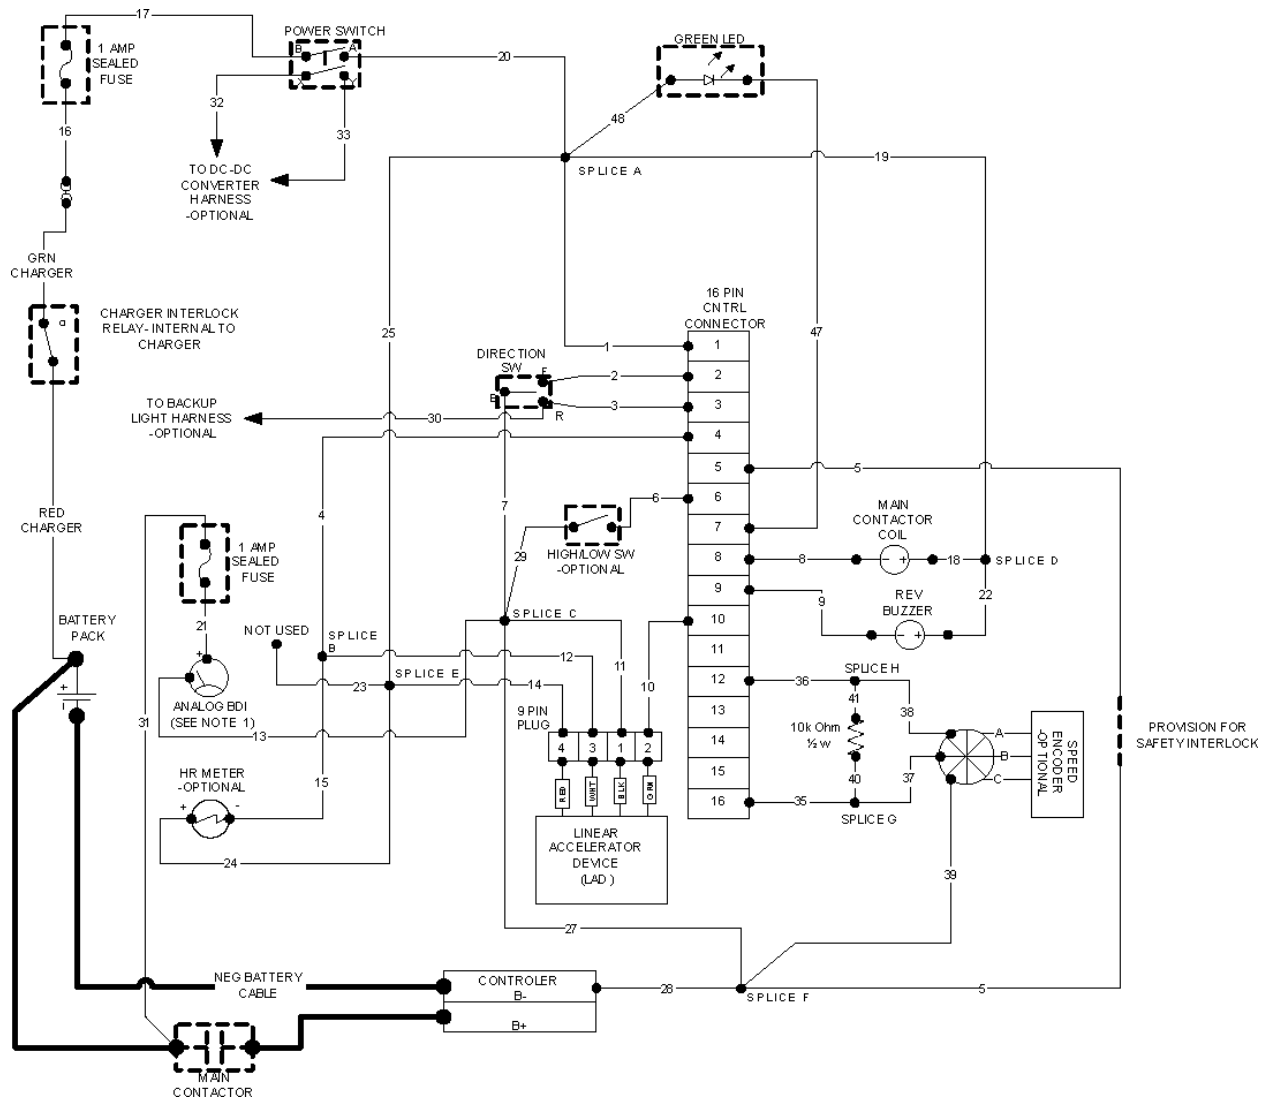 17
POWER SWITCH
B
A
X
Y
1 AMP
SEALED
FUSE
20
GREEN LED
16
32
33
48
TO DC-DC
CONVERTER
HARNESS
-OPTIONAL
SPLICE A
19
GRN
CHARGER
CHARGER INTERLOCK
RELAY- INTERNAL TO
CHARGER
a
25
47
16 PIN
CNTRL
CONNECTOR
1
2
3
4
5
6
7
8
9
10
11
12
13
14
15
16
DIRECTION
SW
F
B
R
1
2
3
TO BACKUP
LIGHT HARNESS
-OPTIONAL
30
5
RED
CHARGER
4
7
6
29
HIGH/LOW SW
-OPTIONAL
MAIN
CONTACTOR
COIL
8
- +
18
SPLICE D
22
REV
BUZZER
9
- +
1 AMP
SEALED
FUSE
21
BATTERY
PACK
+
-
NOT USED
SPLICE
B
SPLICE C
12
11
10
23
SPLICE E
14
+
ANALOG BDI
(SEE NOTE 1)
31
13
9 PIN
PLUG
4
3
1
2
RED
WHT
BLK
ORN
LINEAR
ACCELERATOR
DEVICE
(LAD )
HR METER
-OPTIONAL
+
-
15
24
SPLICE H
36
41
38
10k Ohm
½ w
40
37
35
SPLICE G
A
B
C
SPEED
ENCODER
-OPTIONAL
PROVISION FOR
SAFETY INTERLOCK
39
27
NEG BATTERY
CABLE
CONTROLER
B-
B+
28
SPLICE F
5
MAIN
CONTACTOR